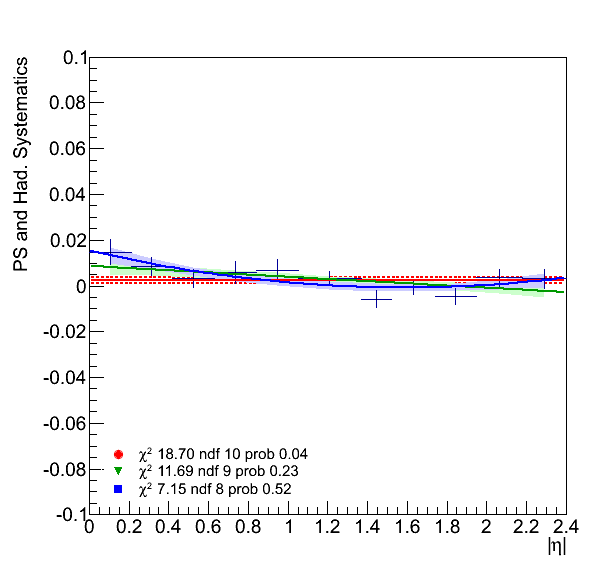 PS and Had. Systematics
0.1
0.08
0.06
0.04
0.02
0
-0.02
-0.04
-0.06
-0.08
-0.1
χ² 18.70 ndf 10 prob 0.04
χ² 11.69 ndf 9 prob 0.23
χ² 7.15 ndf 8 prob 0.52
0 0.2 0.4 0.6 0.8 1 1.2 1.4 1.6 1.8 2 2.2 2.4
|η|